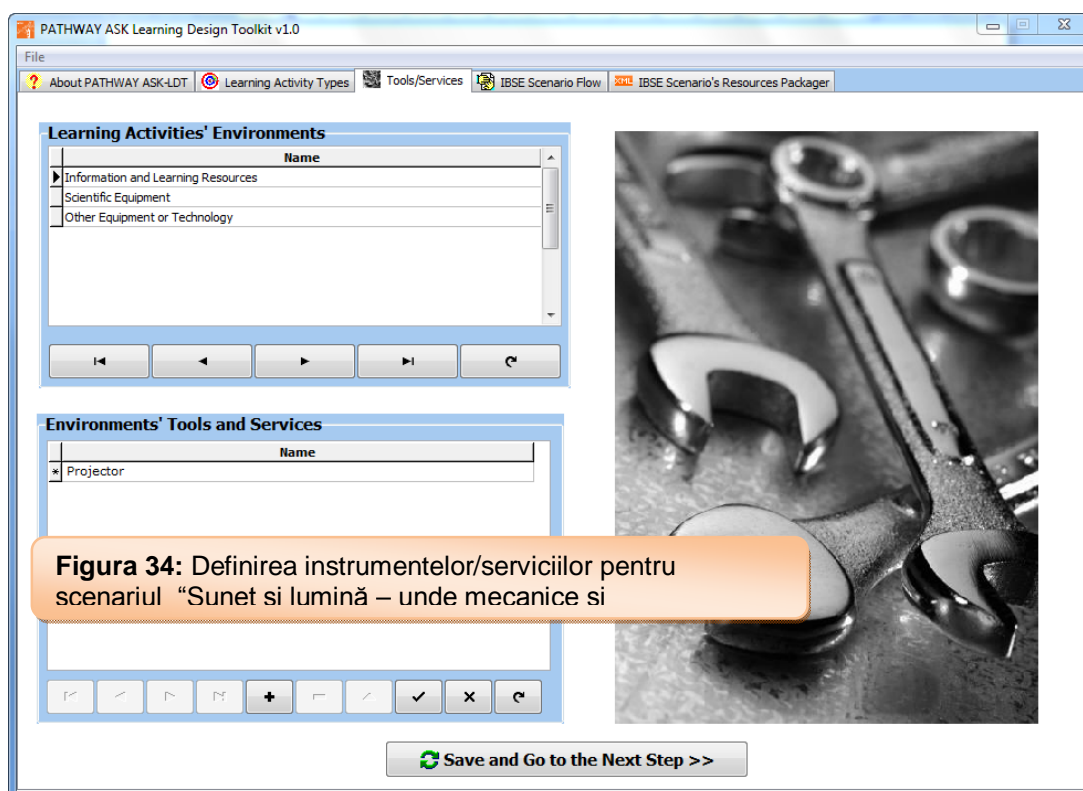 PATHWAY ASK Learning Design Toolkit v1.0
File
About PATHWAY ASK-LDT Learning Activity Types Tools/Services IBSE Scenario Flow XML IBSE Scenario's Resources Packager
Learning Activities' Environments
Name
Information and Learning Resources
Scientific Equipment
Other Equipment or Technology
Environments' Tools and Services
Name
* Projector
Figura 34: Definirea instrumentelor/serviciilor pentru
scenariul “Sunet si lumină – unde mecanice si
Save and Go to the Next Step >>